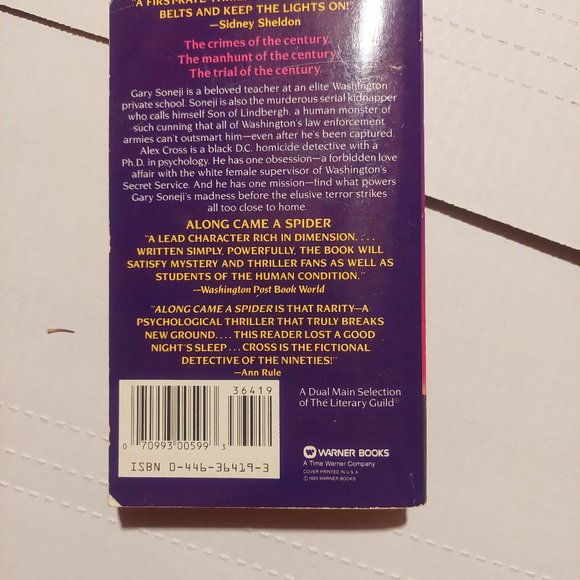 "A FIRST-RATE
BELTS AND KEEP THE LIGHTS ON!"
—Sidney Sheldon
The crimes of the century.
The manhunt of the century.
The trial of the century.
Gary Soneji is a beloved teacher at an elite Washington
private school. Soneji is also the murderous serial kidnapper
who calls himself Son of Lindbergh, a human monster of
such cunning that all of Washington's law enforcement
armies can't outsmart him—even after he's been captured.
Alex Cross is a black D.C. homicide detective with a
Ph.D. in psychology. He has one obsession—a forbidden love
affair with the white female supervisor of Washington's
Secret Service. And he has one mission—find what powers
Gary Soneji's madness before the elusive terror strikes
all too close to home.
ALONG CAME A SPIDER
"A LEAD CHARACTER RICH IN DIMENSION. . . .
WRITTEN SIMPLY, POWERFULLY, THE BOOK WILL
SATISFY MYSTERY AND THRILLER FANS AS WELL AS
STUDENTS OF THE HUMAN CONDITION."
—Washington Post Book World
"ALONG CAME A SPIDER IS THAT RARITY—A
PSYCHOLOGICAL THRILLER THAT TRULY BREAKS
NEW GROUND. . . . THIS READER LOST A GOOD
NIGHT'S SLEEP . . . CROSS IS THE FICTIONAL
DETECTIVE OF THE NINETIES!"
—Ann Rule
36419
0 70993 00599 3
ISBN 0-446-36419-3
A Dual Main Selection
of The Literary Guild®
WARNER BOOKS
A Time Warner Company
COVER PRINTED IN U.S.A.
© 1993 WARNER BOOKS